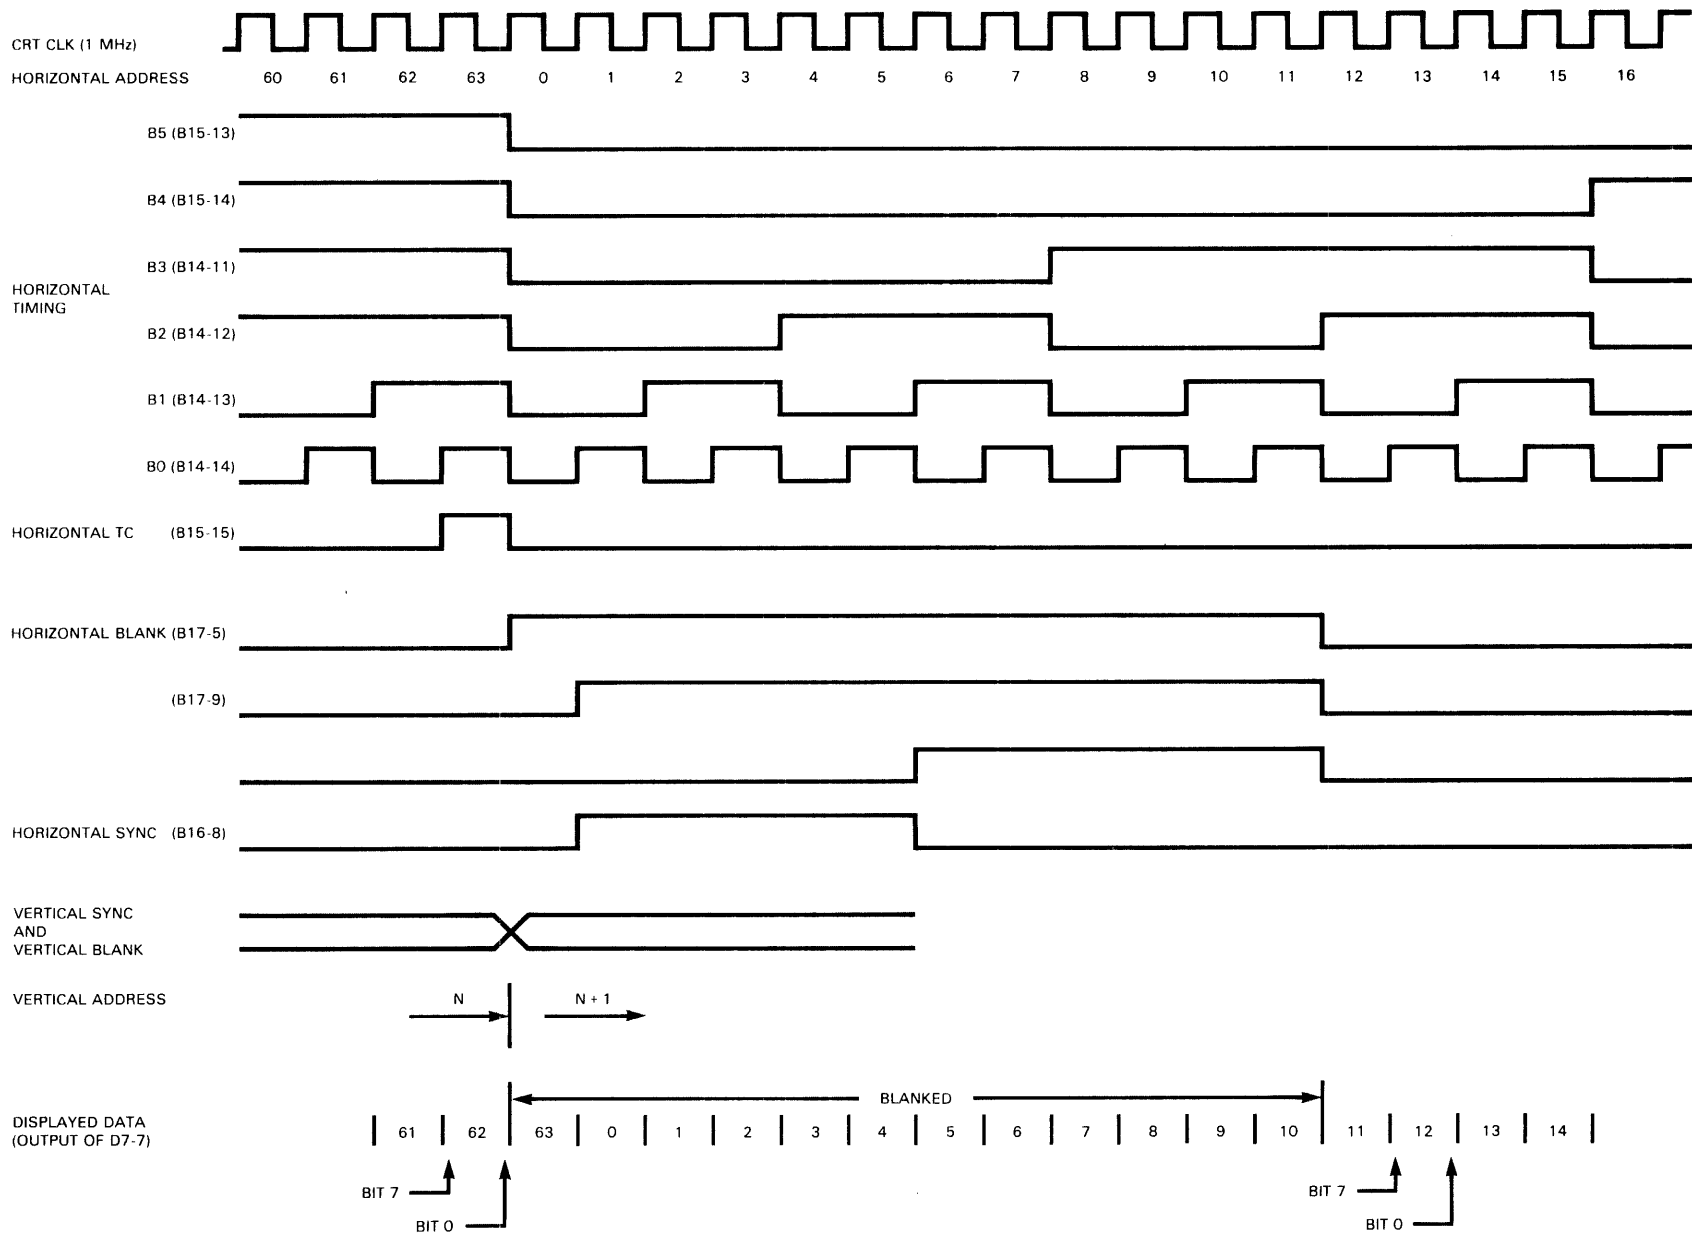 CRT CLK (1 MHz)
HORIZONTAL ADDRESS 60 61 62 63 0 1 2 3 4 5 6 7 8 9 10 11 12 13 14 15 16
B5 (B15-13)
B4 (B15-14)
B3 (B14-11)
HORIZONTAL
TIMING
B2 (B14-12)
B1 (B14-13)
B0 (B14-14)
HORIZONTAL TC (B15-15)
HORIZONTAL BLANK (B17-5)
(B17-9)
HORIZONTAL SYNC (B16-8)
VERTICAL SYNC
AND
VERTICAL BLANK
VERTICAL ADDRESS N N + 1
BLANKED
DISPLAYED DATA
(OUTPUT OF D7-7)
61 62 63 0 1 2 3 4 5 6 7 8 9 10 11 12 13 14
BIT 7 BIT 7
BIT 0 BIT 0